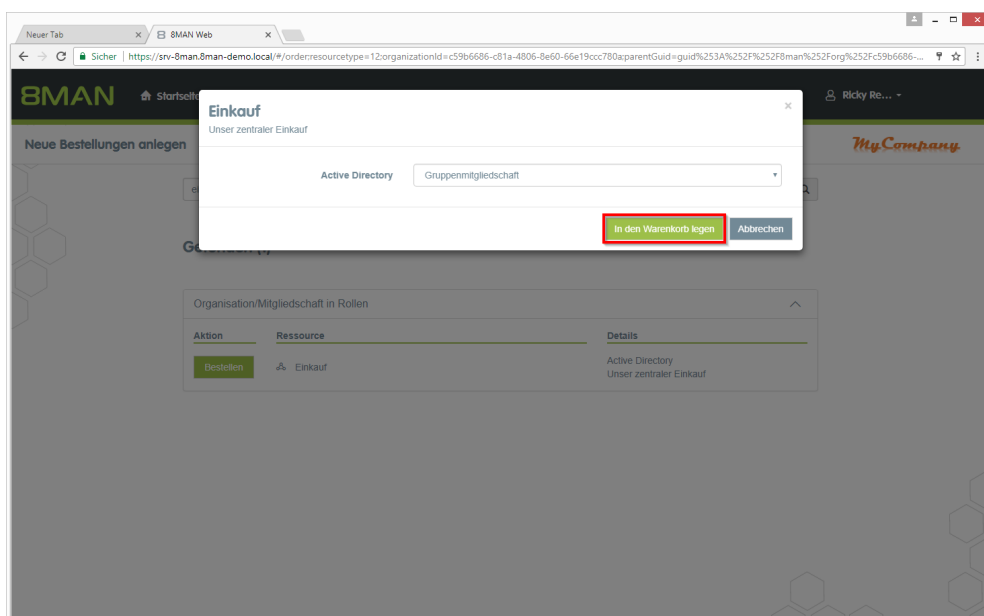 Neuer Tab
8MAN Web
Sicher | https://srv-8man.8man-demo.local/#/order:resourcetype=12:organizationId=c59b6686-c81a-4806-8e60-66e19ccc780a:parentGuid=guid%253A%252F%252F8man%252Forg%252Fc59b6686-...
8MAN
Startseite
Ricky Re...
Neue Bestellungen anlegen
MyCompany
Einkauf
Unser zentraler Einkauf
Active Directory
Gruppenmitgliedschaft
In den Warenkorb legen
Abbrechen
Organisation/Mitgliedschaft in Rollen
Aktion
Ressource
Details
Bestellen
Einkauf
Active Directory
Unser zentraler Einkauf